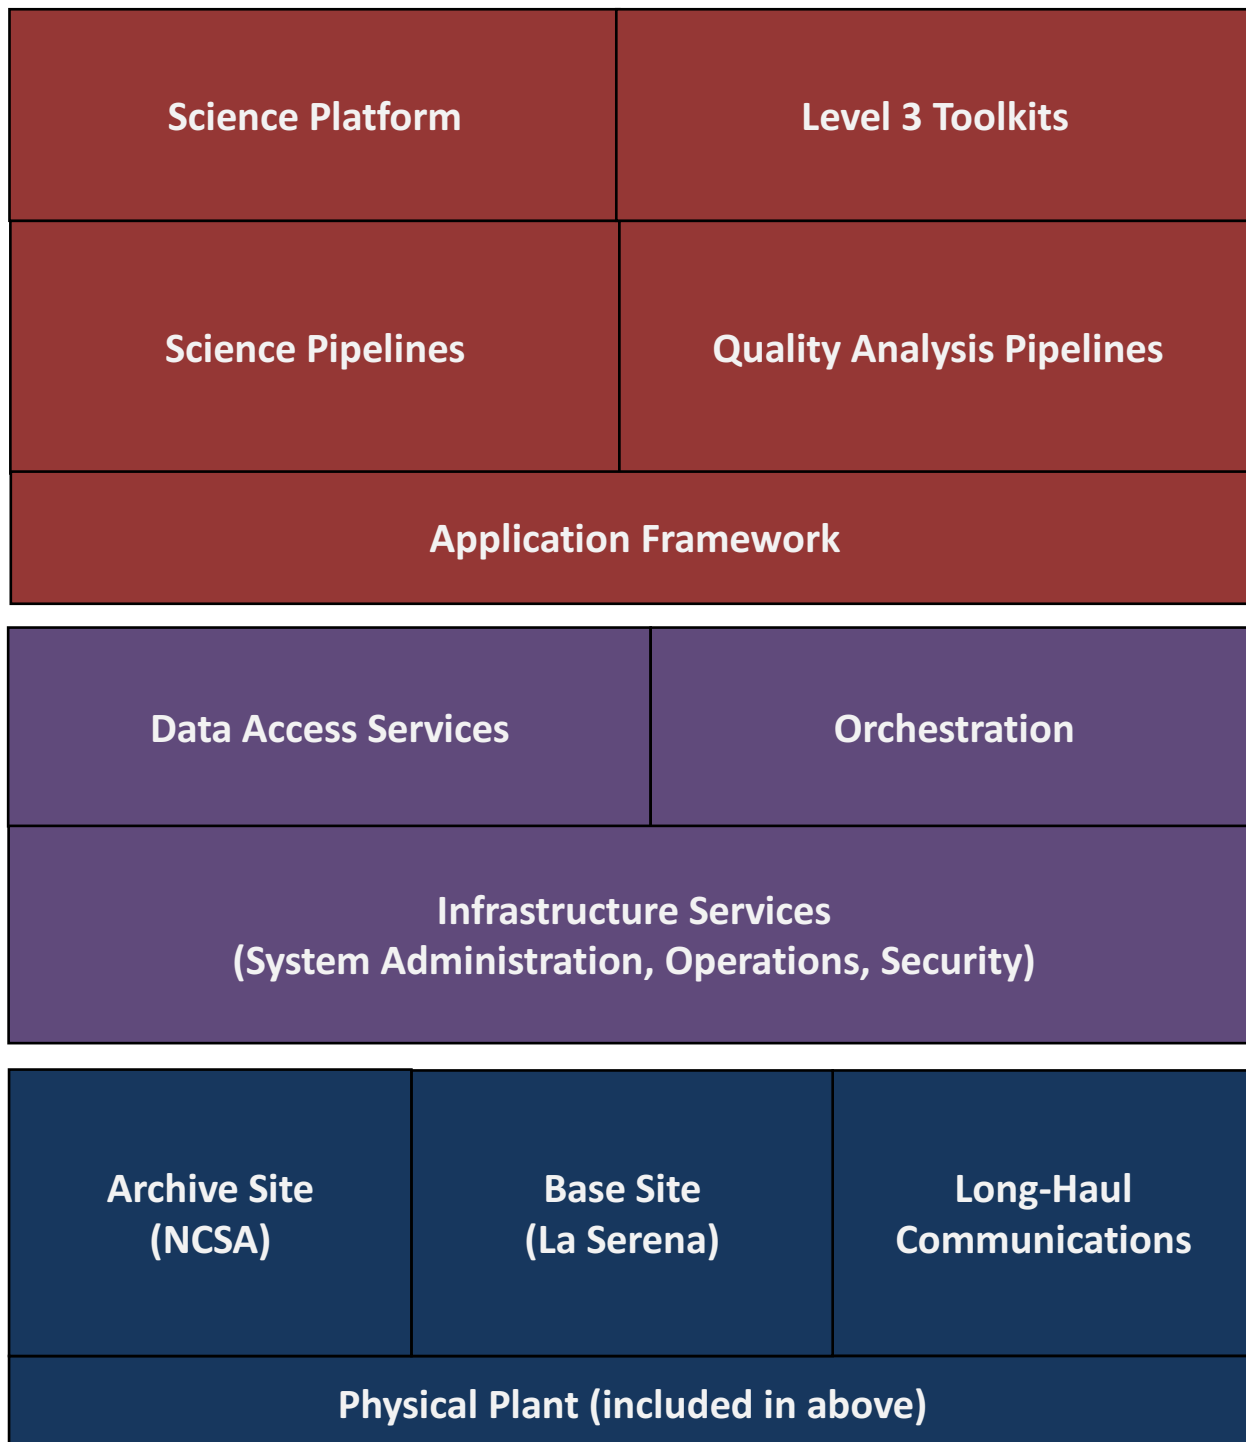 Science Platform
Level 3 Toolkits
Science Pipelines
Quality Analysis Pipelines
Application Framework
Data Access Services
Orchestration
Infrastructure Services
(System Administration, Operations, Security)
Archive Site
(NCSA)
Base Site
(La Serena)
Long-Haul
Communications
Physical Plant (included in above)